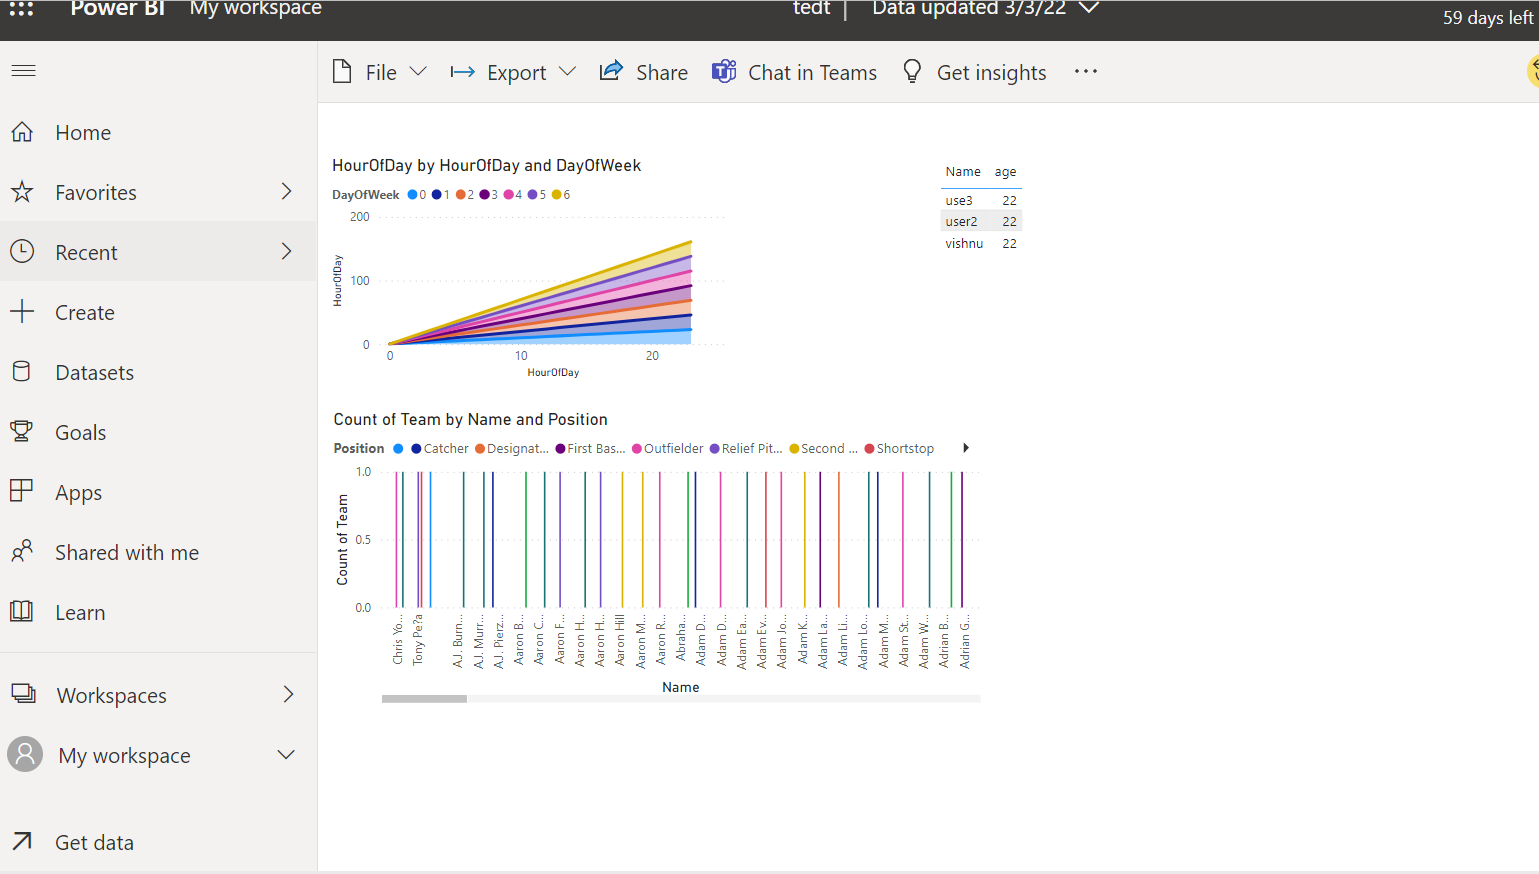 Power BI My workspace
tedt | Data updated 3/3/22
59 days left
File Export Share Chat in Teams Get insights ...
Home
Favorites
Recent
Create
Datasets
Goals
Apps
Shared with me
Learn
Workspaces
My workspace
Get data
HourOfDay by HourOfDay and DayOfWeek
DayOfWeek 0 1 2 3 4 5 6
200
100
0
HourOfDay
0 10 20
HourOfDay
Name age
use3 22
user2 22
vishnu 22
Count of Team by Name and Position
Position Catcher Designat... First Bas... Outfielder Relief Pit... Second ... Shortstop
1.0
0.5
0.0
Count of Team
Chris Yo...
Tony Pe?a
A.J. Burn...
A.J. Murr...
A.J. Pierz...
Aaron B...
Aaron C...
Aaron F...
Aaron H...
Aaron H...
Aaron Hill
Aaron M...
Aaron R...
Abraha...
Adam D...
Adam D...
Adam Ea...
Adam Ev...
Adam Jo...
Adam K...
Adam La...
Adam Li...
Adam Lo...
Adam M...
Adam St...
Adam W...
Adrian B...
Adrian G...
Name